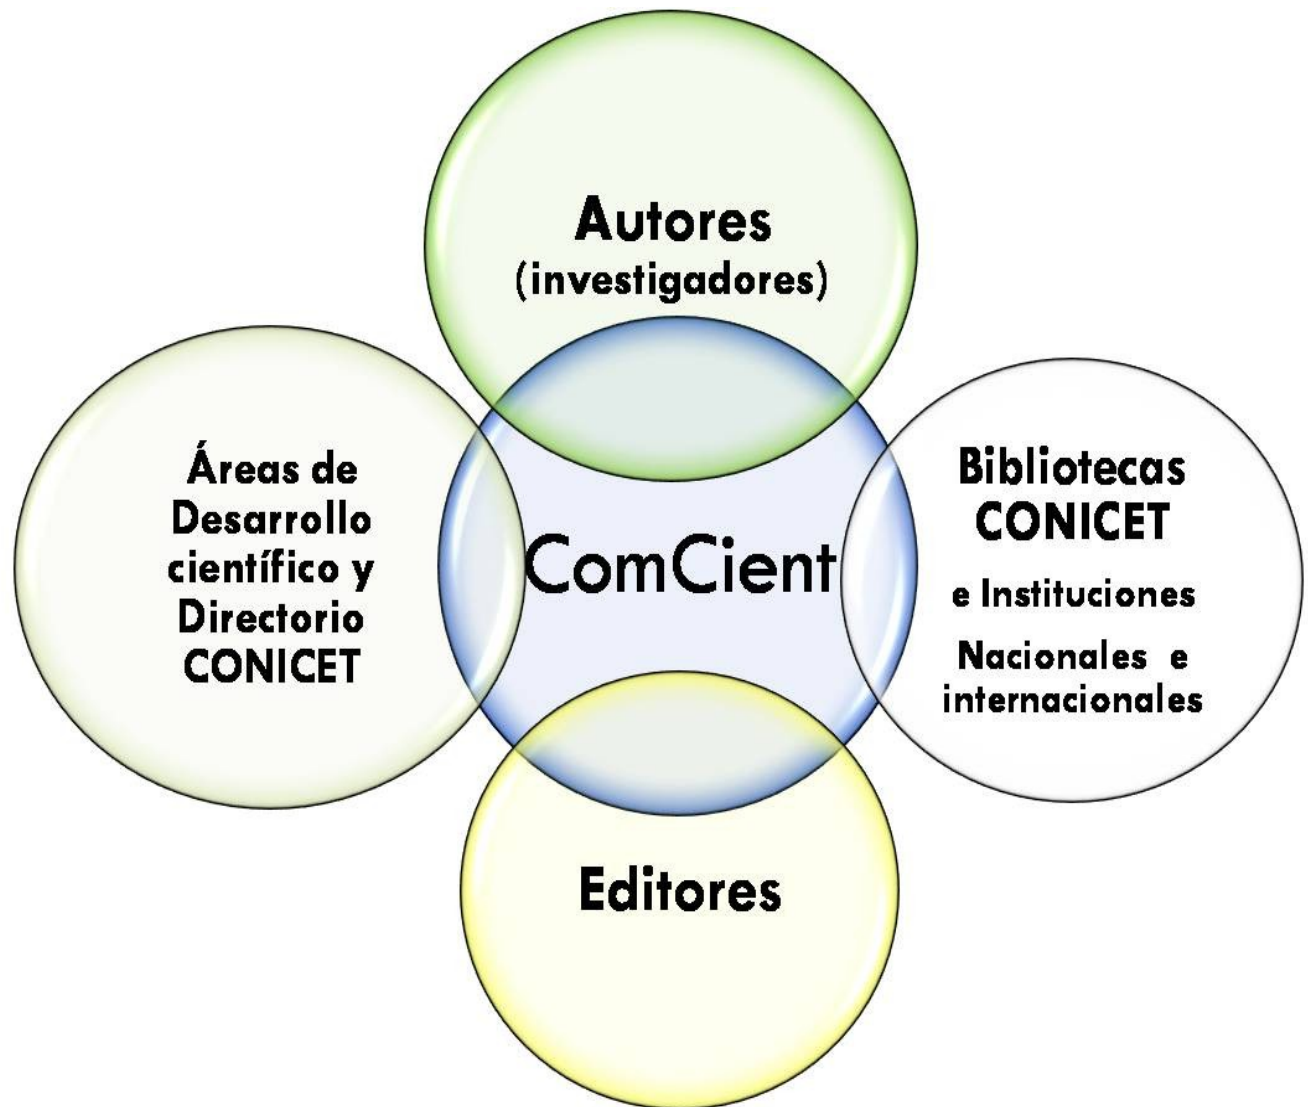 Autores
(investigadores)
Áreas de
Desarrollo
científico y
Directorio
CONICET
ComCient
Bibliotecas
CONICET
e Instituciones
Nacionales e
internacionales
Editores